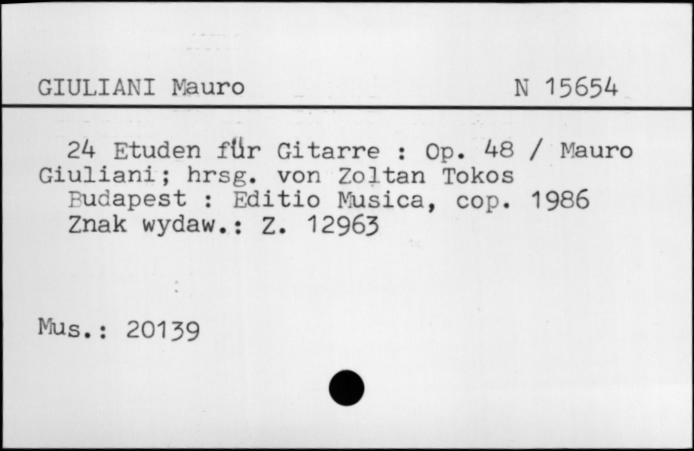 GIULIANI Mauro N 15654
24 Etuden für Gitarre : Op. 48 / Mauro
Giuliani; hrsg. von Zoltan Tokos
Budapest : Editio Musica, cop. 1986
Znak wydaw.: Z. 12963
Mus.: 20139